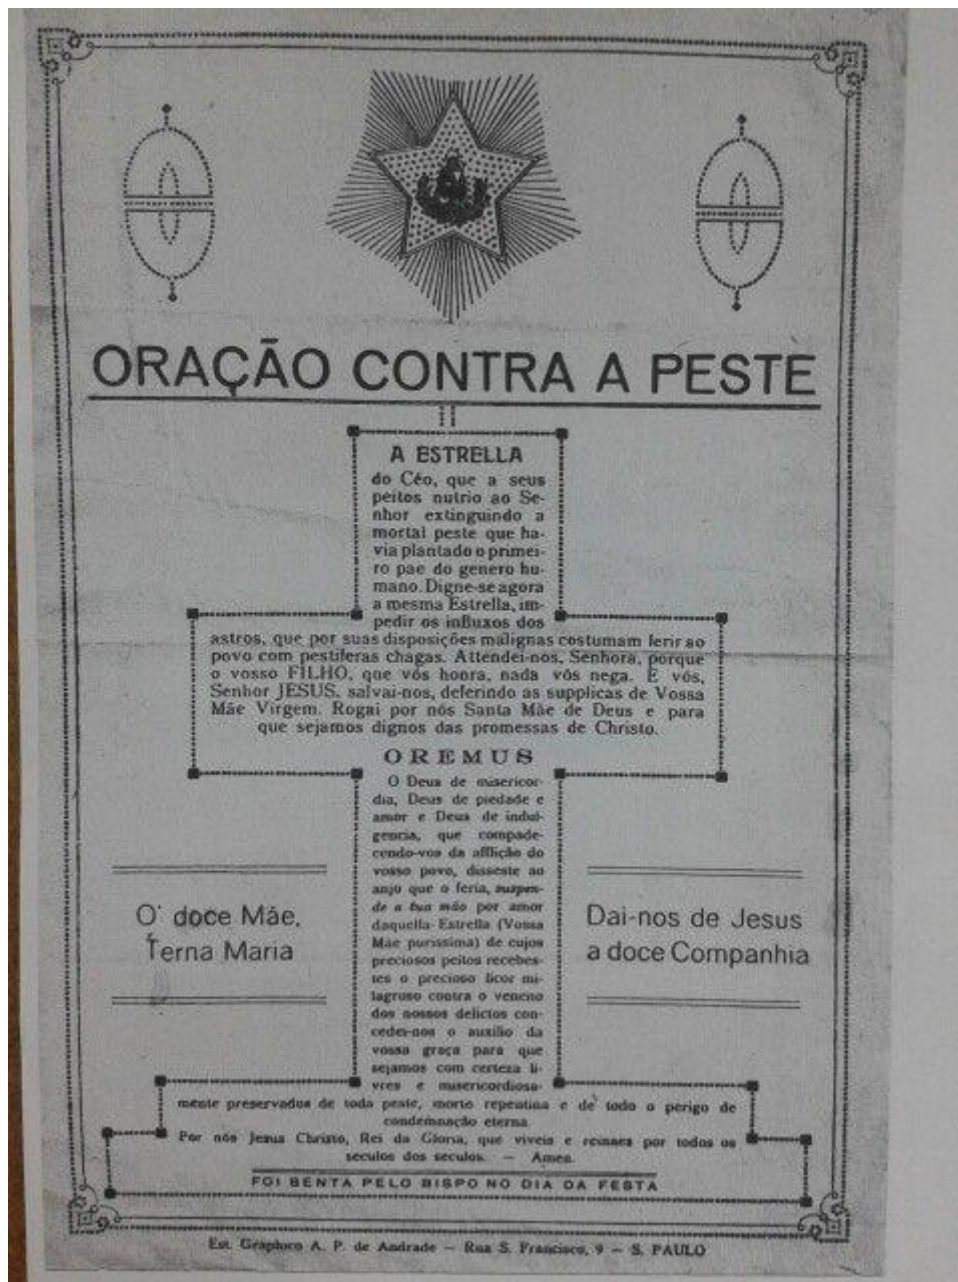 ORAÇÃO CONTRA A PESTE
A ESTRELLA
do Céo, que a seus
peitos nutrio ao Se-
nhor extinguindo a
mortal peste que ha-
via plantado o primei-
ro pae do genero hu-
mano. Digne-se agora
a mesma Estrella, im-
pedir os influxos dos
astros, que por suas disposições malignas costumam ferir ao
povo com pestiferas chagas. Attendei-nos, Senhora, porque
o vosso FILHO, que vós honra, nada vós nega. E vós,
Senhor JESUS, salvai-nos, deferindo as supplicas de Vossa
Mãe Virgem. Rogai por nós Santa Mãe de Deus e para
que sejamos dignos das promessas de Christo.
OREMUS
O Deus de misericor-
dia, Deus de piedade e
amor e Deus de indul-
gencia, que compade-
cendo-vos da afflição do
vosso povo, disseste ao
anjo que o feria, suspen-
de a tua mão por amor
daquella Estrella (Vossa
Mãe purissima) de cujos
preciosos peitos recebes-
tes o precioso licor mi-
lagroso contra o veneno
dos nossos delictos con-
cedei-nos o auxilio da
vossa graça para que
sejamos com certeza li-
vres e misericordiosa-
mente preservados de toda peste, morte repentina e de todo o perigo de
condemnação eterna.
Por nós Jesus Christo, Rei da Gloria, que viveis e reinaes por todos os
seculos dos seculos. — Amen.
O' doce Mãe,
Terna Maria
Dai-nos de Jesus
a doce Companhia
FOI BENTA PELO BISPO NO DIA DA FESTA
Est. Graphico A. P. de Andrade — Rua S. Francisco, 9 — S. PAULO